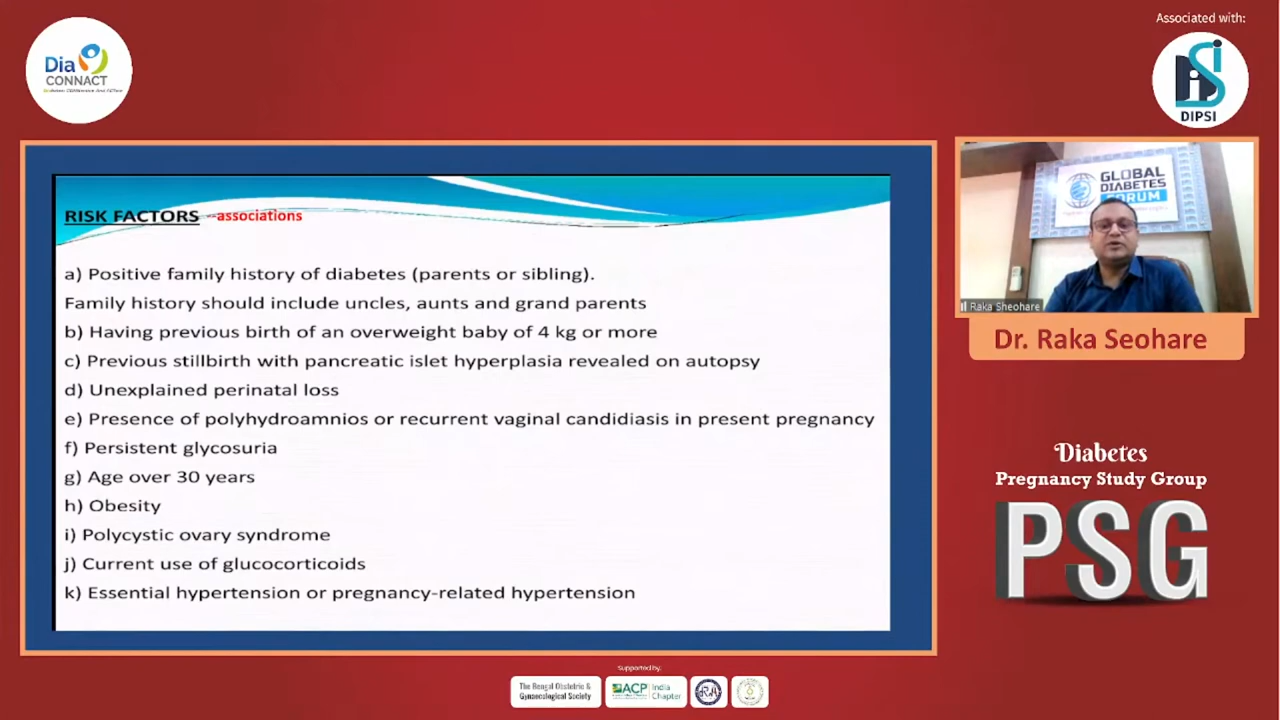 Associated with:
Dia
CONNACT
DIPSI
RISK FACTORS --associations
a) Positive family history of diabetes (parents or sibling).
Family history should include uncles, aunts and grand parents
b) Having previous birth of an overweight baby of 4 kg or more
c) Previous stillbirth with pancreatic islet hyperplasia revealed on autopsy
d) Unexplained perinatal loss
e) Presence of polyhydroamnios or recurrent vaginal candidiasis in present pregnancy
f) Persistent glycosuria
g) Age over 30 years
h) Obesity
i) Polycystic ovary syndrome
j) Current use of glucocorticoids
k) Essential hypertension or pregnancy-related hypertension
GLOBAL
DIABETES
FORUM
Raka Sheohare
Dr. Raka Seohare
Diabetes
Pregnancy Study Group
PSG
supported by:
The Bengal Obstetric &
Gynaecological Society
ACP India
Chapter